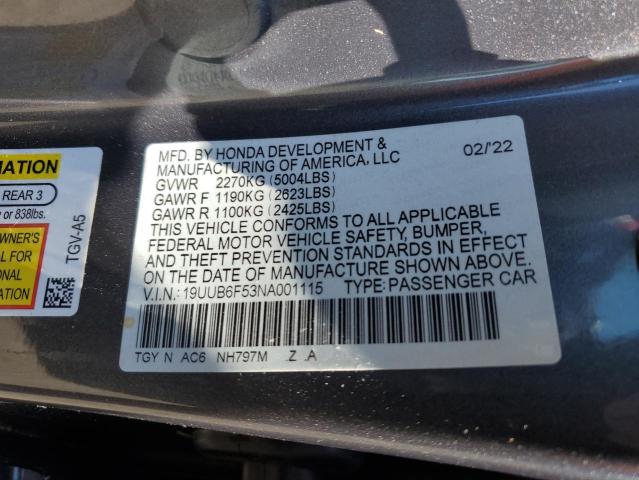 MFD. BY HONDA DEVELOPMENT & 02/'22
MANUFACTURING OF AMERICA, LLC
GVWR 2270KG (5004LBS)
GAWR F 1190KG (2623LBS)
GAWR R 1100KG (2425LBS)
THIS VEHICLE CONFORMS TO ALL APPLICABLE
FEDERAL MOTOR VEHICLE SAFETY, BUMPER,
AND THEFT PREVENTION STANDARDS IN EFFECT
ON THE DATE OF MANUFACTURE SHOWN ABOVE.
V.I.N.: 19UUB6F53NA001115 TYPE: PASSENGER CAR
TGY N AC6 NH797M Z .A
MATION
REAR 3
or 838lbs.
WNER'S
L FOR
ONAL
ATION
TGV-A5